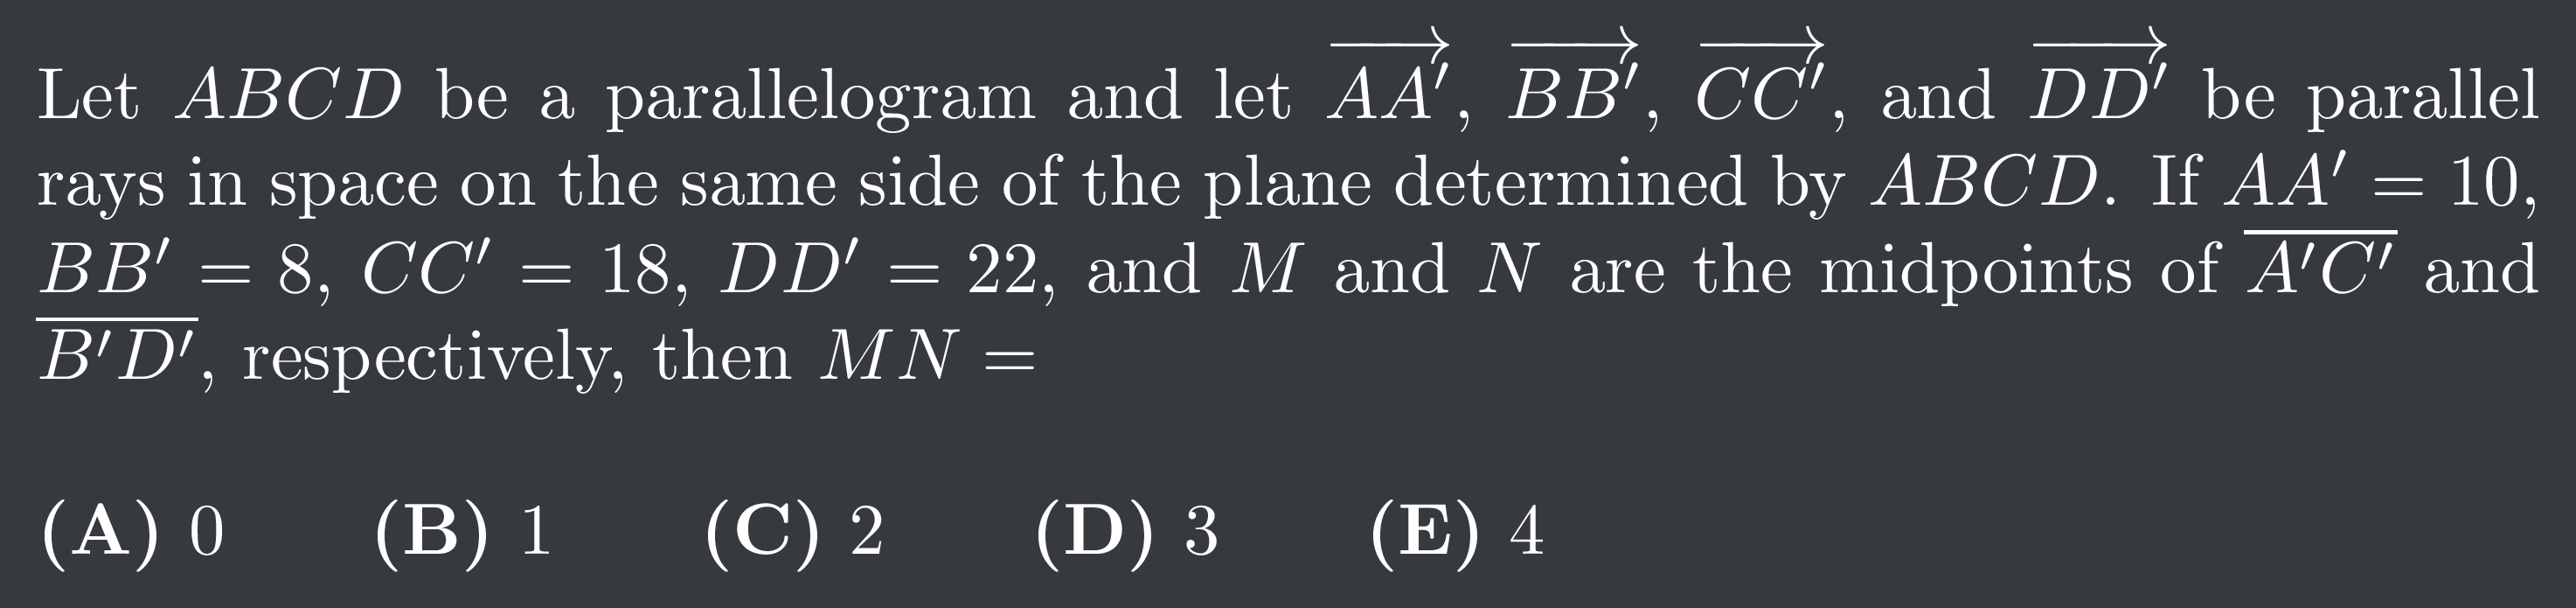 Let $ABCD$ be a parallelogram and let $\overrightarrow{AA'}$, $\overrightarrow{BB'}$, $\overrightarrow{CC'}$, and $\overrightarrow{DD'}$ be parallel
rays in space on the same side of the plane determined by $ABCD$. If $AA' = 10$,
$BB' = 8$, $CC' = 18$, $DD' = 22$, and $M$ and $N$ are the midpoints of $\overline{A'C'}$ and
$\overline{B'D'}$, respectively, then $MN =$
(A) 0 (B) 1 (C) 2 (D) 3 (E) 4